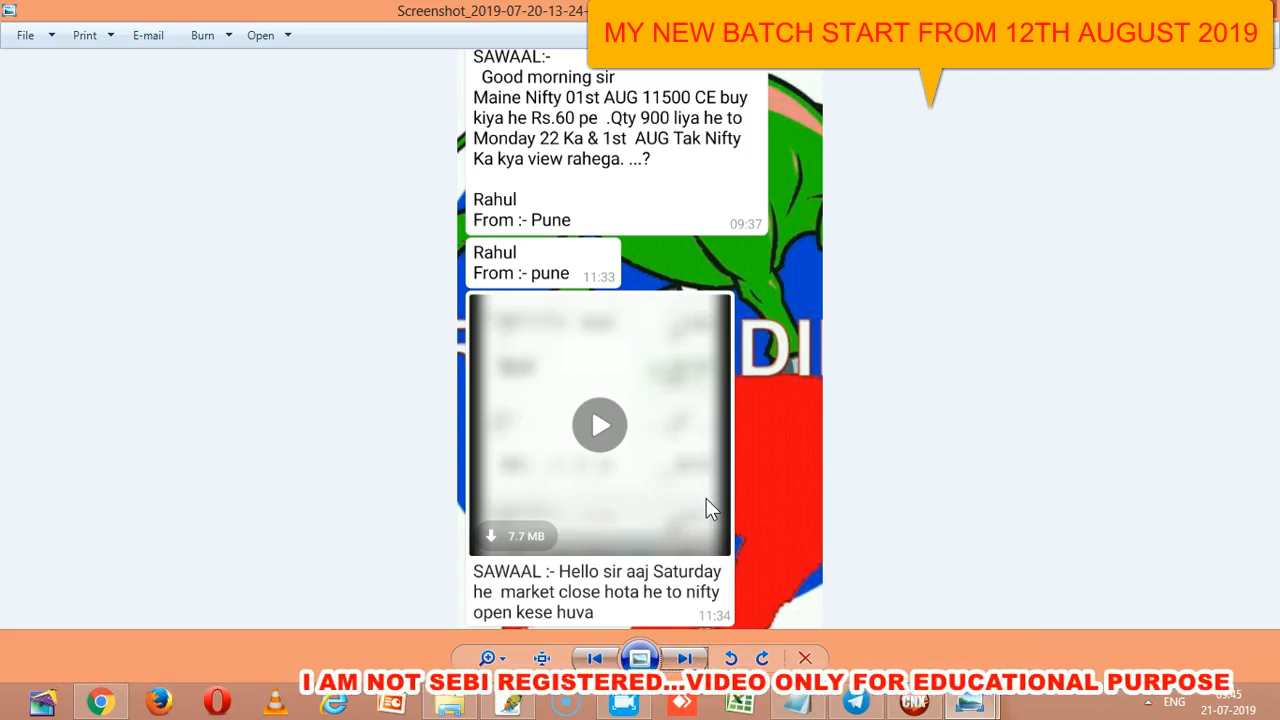 Screenshot_2019-07-20-13-24-
MY NEW BATCH START FROM 12TH AUGUST 2019
File Print E-mail Burn Open
SAWAAL:-
Good morning sir
Maine Nifty 01st AUG 11500 CE buy
kiya he Rs.60 pe .Qty 900 liya he to
Monday 22 Ka & 1st AUG Tak Nifty
Ka kya view rahega. ...?
Rahul
From :- Pune
09:37
Rahul
From :- pune 11:33
DI
7.7 MB
SAWAAL :- Hello sir aaj Saturday
he market close hota he to nifty
open kese huva
11:34
I AM NOT SEBI REGISTERED...VIDEO ONLY FOR EDUCATIONAL PURPOSE
CNX
ENG
21-07-2019